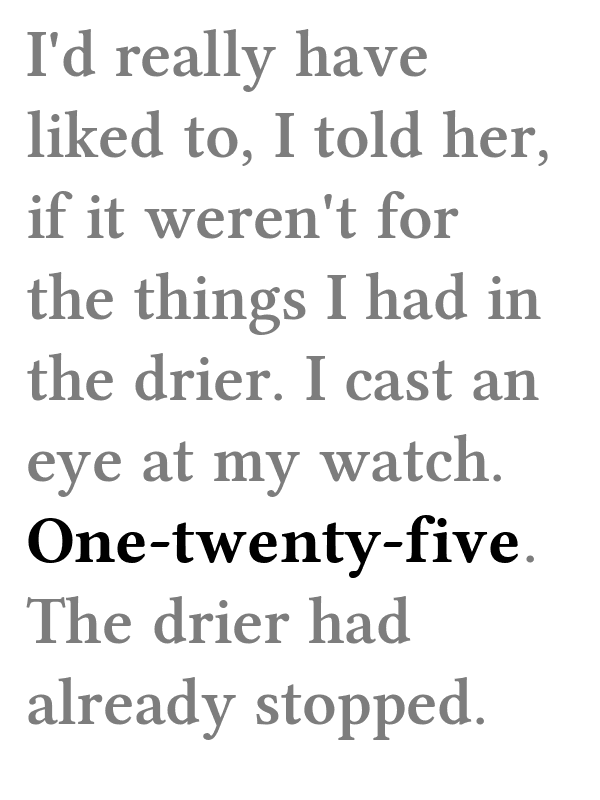 I'd really have
liked to, I told her,
if it weren't for
the things I had in
the drier. I cast an
eye at my watch.
One-twenty-five.
The drier had
already stopped.